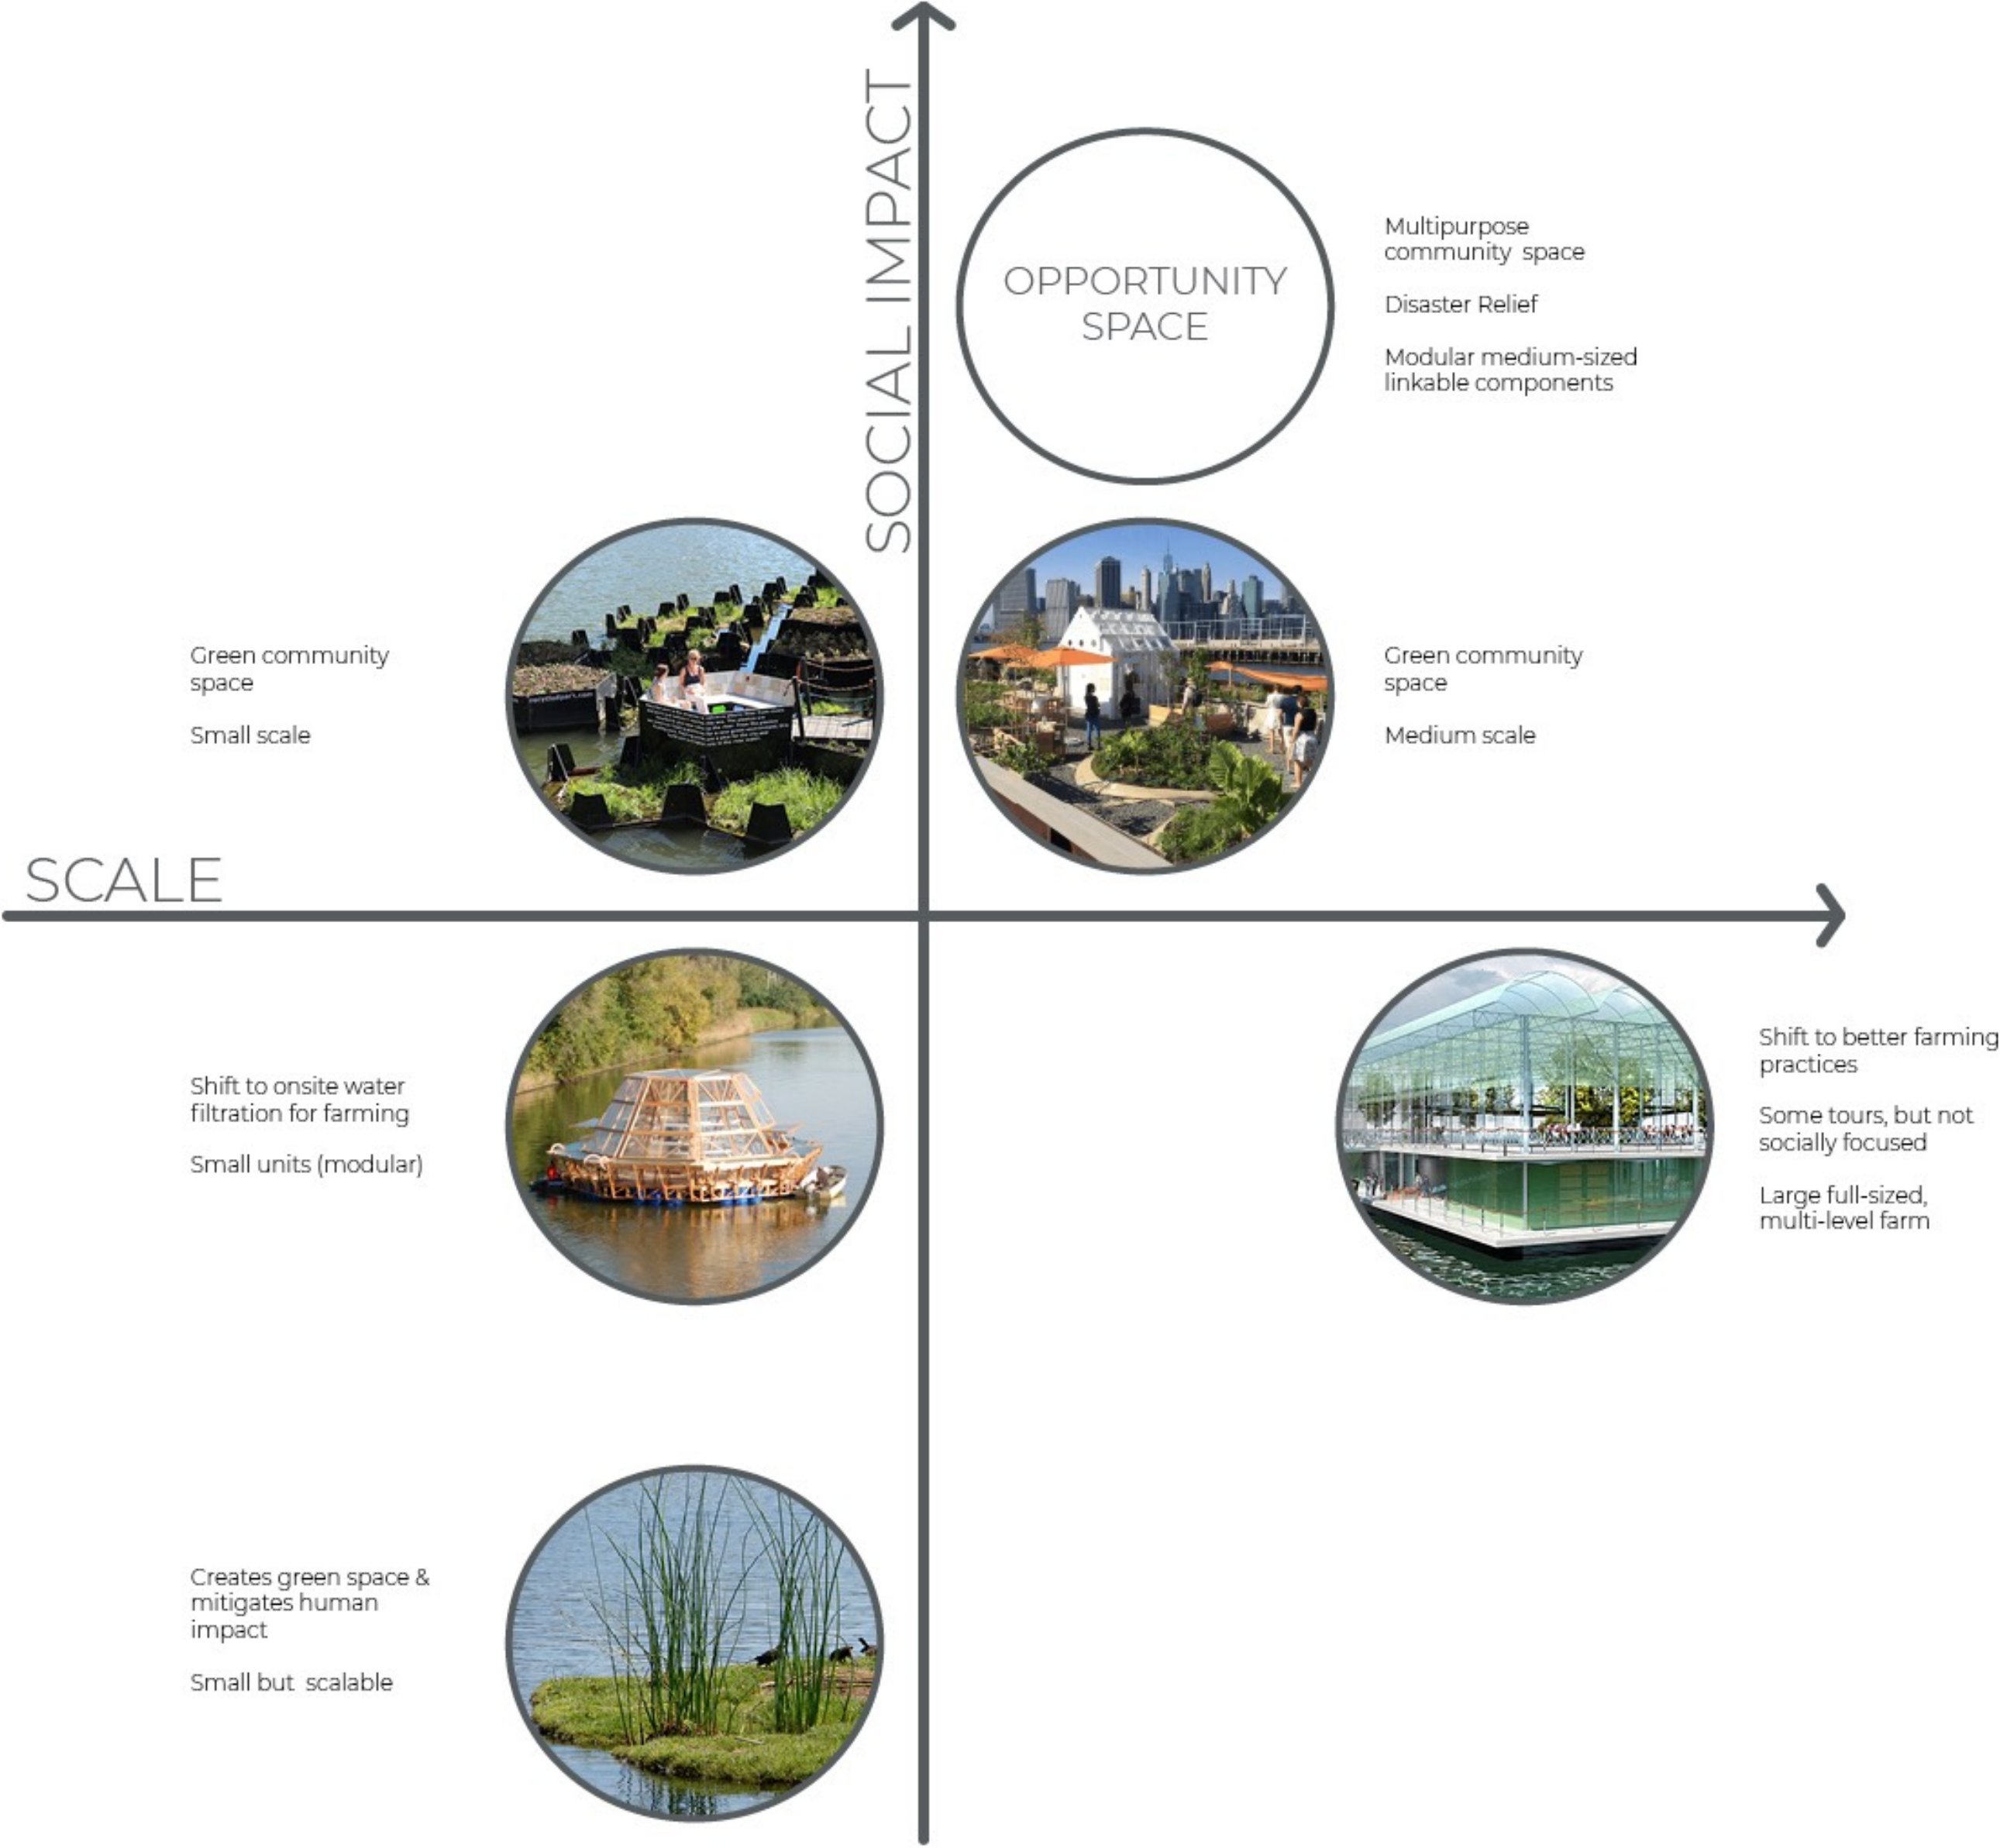 SOCIAL IMPACT
OPPORTUNITY
SPACE
Multipurpose
community space
Disaster Relief
Modular medium-sized
linkable components
Green community
space
Small scale
Green community
space
Medium scale
SCALE
Shift to onsite water
filtration for farming
Small units (modular)
Shift to better farming
practices
Some tours, but not
socially focused
Large full-sized,
multi-level farm
Creates green space &
mitigates human
impact
Small but scalable